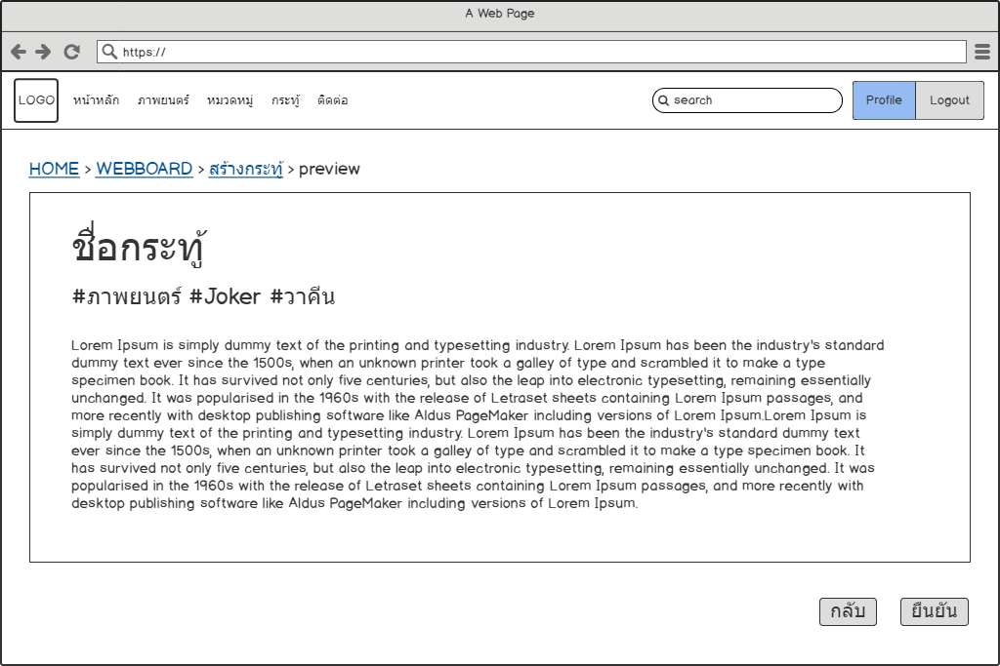 A Web Page
https://
LOGO หน้าหลัก ภาพยนตร์ หมวดหมู่ กระทู้ ติดต่อ search Profile Logout
HOME > WEBBOARD > สร้างกระทู้ > preview
ชื่อกระทู้
#ภาพยนตร์ #Joker #วาคีน
Lorem Ipsum is simply dummy text of the printing and typesetting industry. Lorem Ipsum has been the industry's standard
dummy text ever since the 1500s, when an unknown printer took a galley of type and scrambled it to make a type
specimen book. It has survived not only five centuries, but also the leap into electronic typesetting, remaining essentially
unchanged. It was popularised in the 1960s with the release of Letraset sheets containing Lorem Ipsum passages, and
more recently with desktop publishing software like Aldus PageMaker including versions of Lorem Ipsum.Lorem Ipsum is
simply dummy text of the printing and typesetting industry. Lorem Ipsum has been the industry's standard dummy text
ever since the 1500s, when an unknown printer took a galley of type and scrambled it to make a type specimen book. It
has survived not only five centuries, but also the leap into electronic typesetting, remaining essentially unchanged. It was
popularised in the 1960s with the release of Letraset sheets containing Lorem Ipsum passages, and more recently with
desktop publishing software like Aldus PageMaker including versions of Lorem Ipsum.
กลับ ยืนยัน